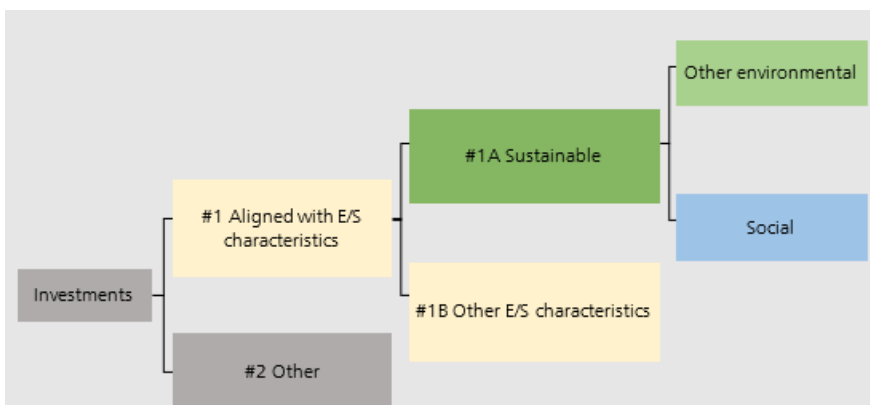 Other environmental
#1A Sustainable
#1 Aligned with E/S
characteristics
Social
Investments
#1B Other E/S characteristics
#2 Other